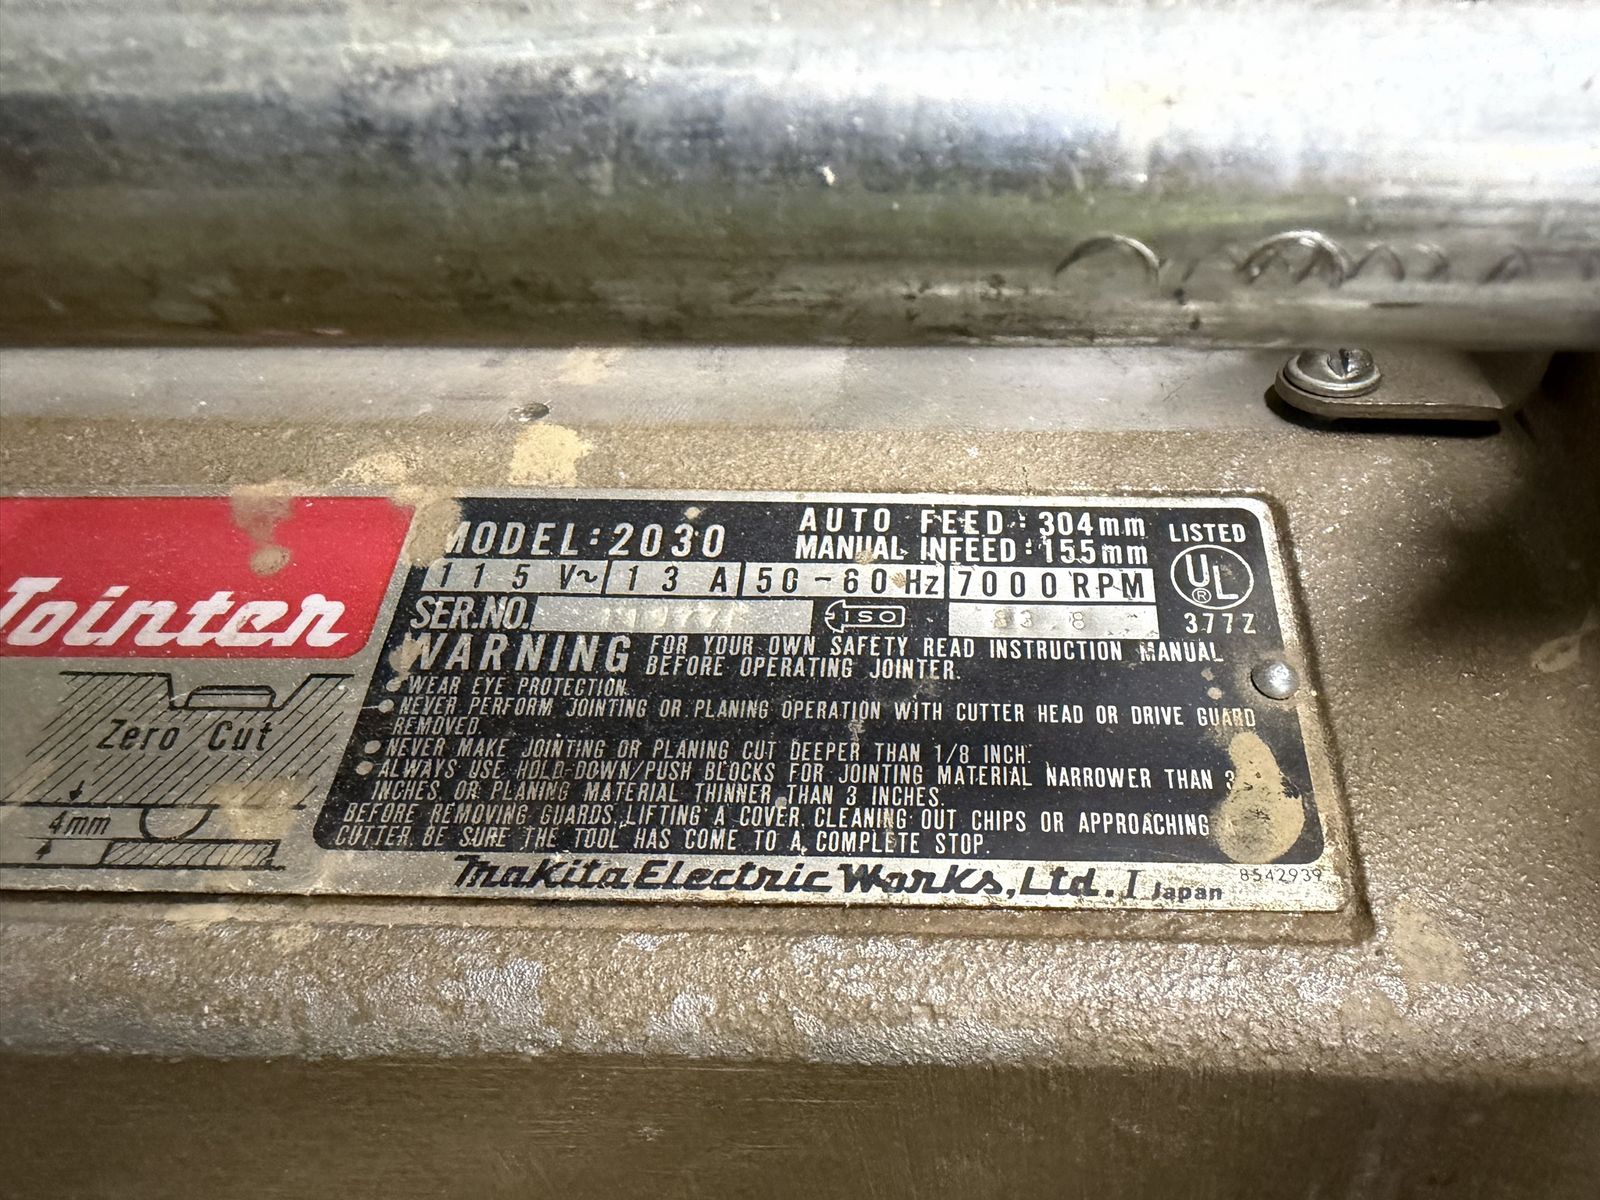 Jointer
Zero Cut
4mm
MODEL: 2030
AUTO FEED: 304mm
MANUAL INFEED: 155mm
115 V~ 13 A 50-60 Hz 7000 RPM
LISTED
UL
®
377Z
SER.NO.
ISO
WARNING FOR YOUR OWN SAFETY READ INSTRUCTION MANUAL
BEFORE OPERATING JOINTER.
• WEAR EYE PROTECTION.
• NEVER PERFORM JOINTING OR PLANING OPERATION WITH CUTTER HEAD OR DRIVE GUARD
REMOVED.
• NEVER MAKE JOINTING OR PLANING CUT DEEPER THAN 1/8 INCH.
• ALWAYS USE HOLD-DOWN/PUSH BLOCKS FOR JOINTING MATERIAL NARROWER THAN 3
INCHES, OR PLANING MATERIAL THINNER THAN 3 INCHES.
BEFORE REMOVING GUARDS, LIFTING A COVER, CLEANING OUT CHIPS OR APPROACHING
CUTTER, BE SURE THE TOOL HAS COME TO A COMPLETE STOP.
Makita Electric Works, Ltd. I Japan
8542939